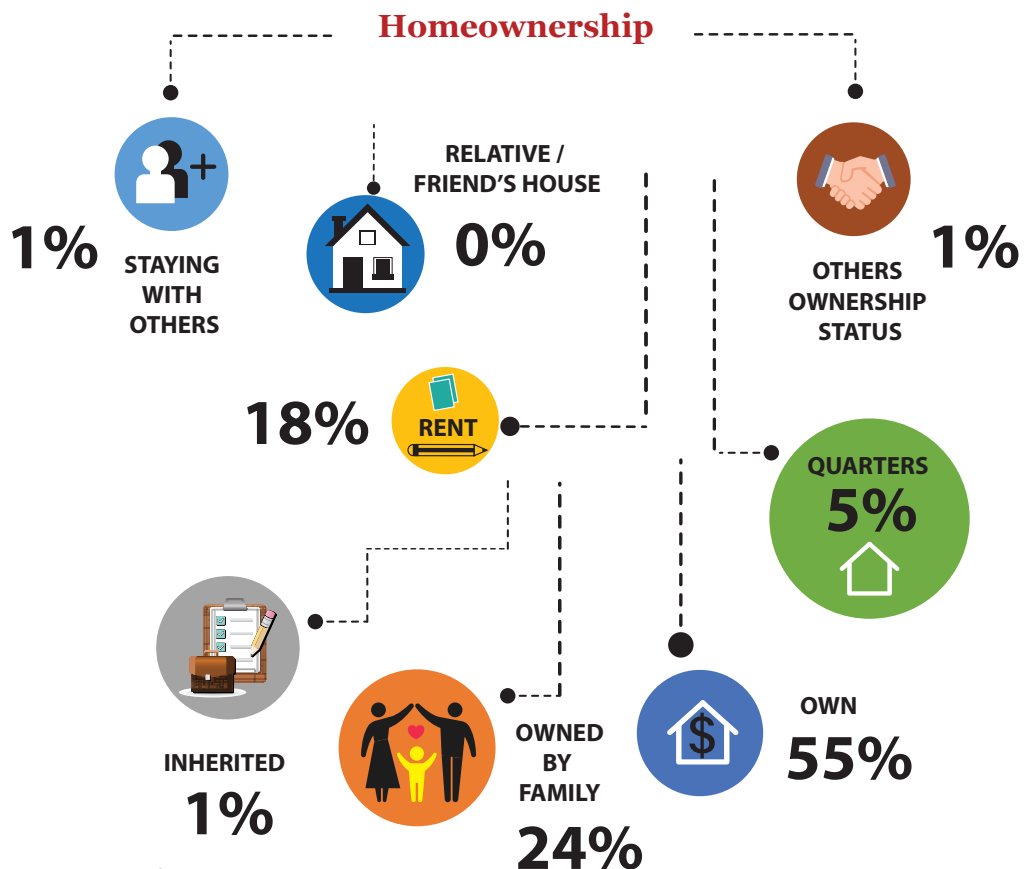 Homeownership
1%
STAYING
WITH
OTHERS
RELATIVE /
FRIEND'S HOUSE
0%
1%
OTHERS
OWNERSHIP
STATUS
18%
RENT
QUARTERS
5%
INHERITED
1%
OWNED
BY
FAMILY
24%
$
OWN
55%